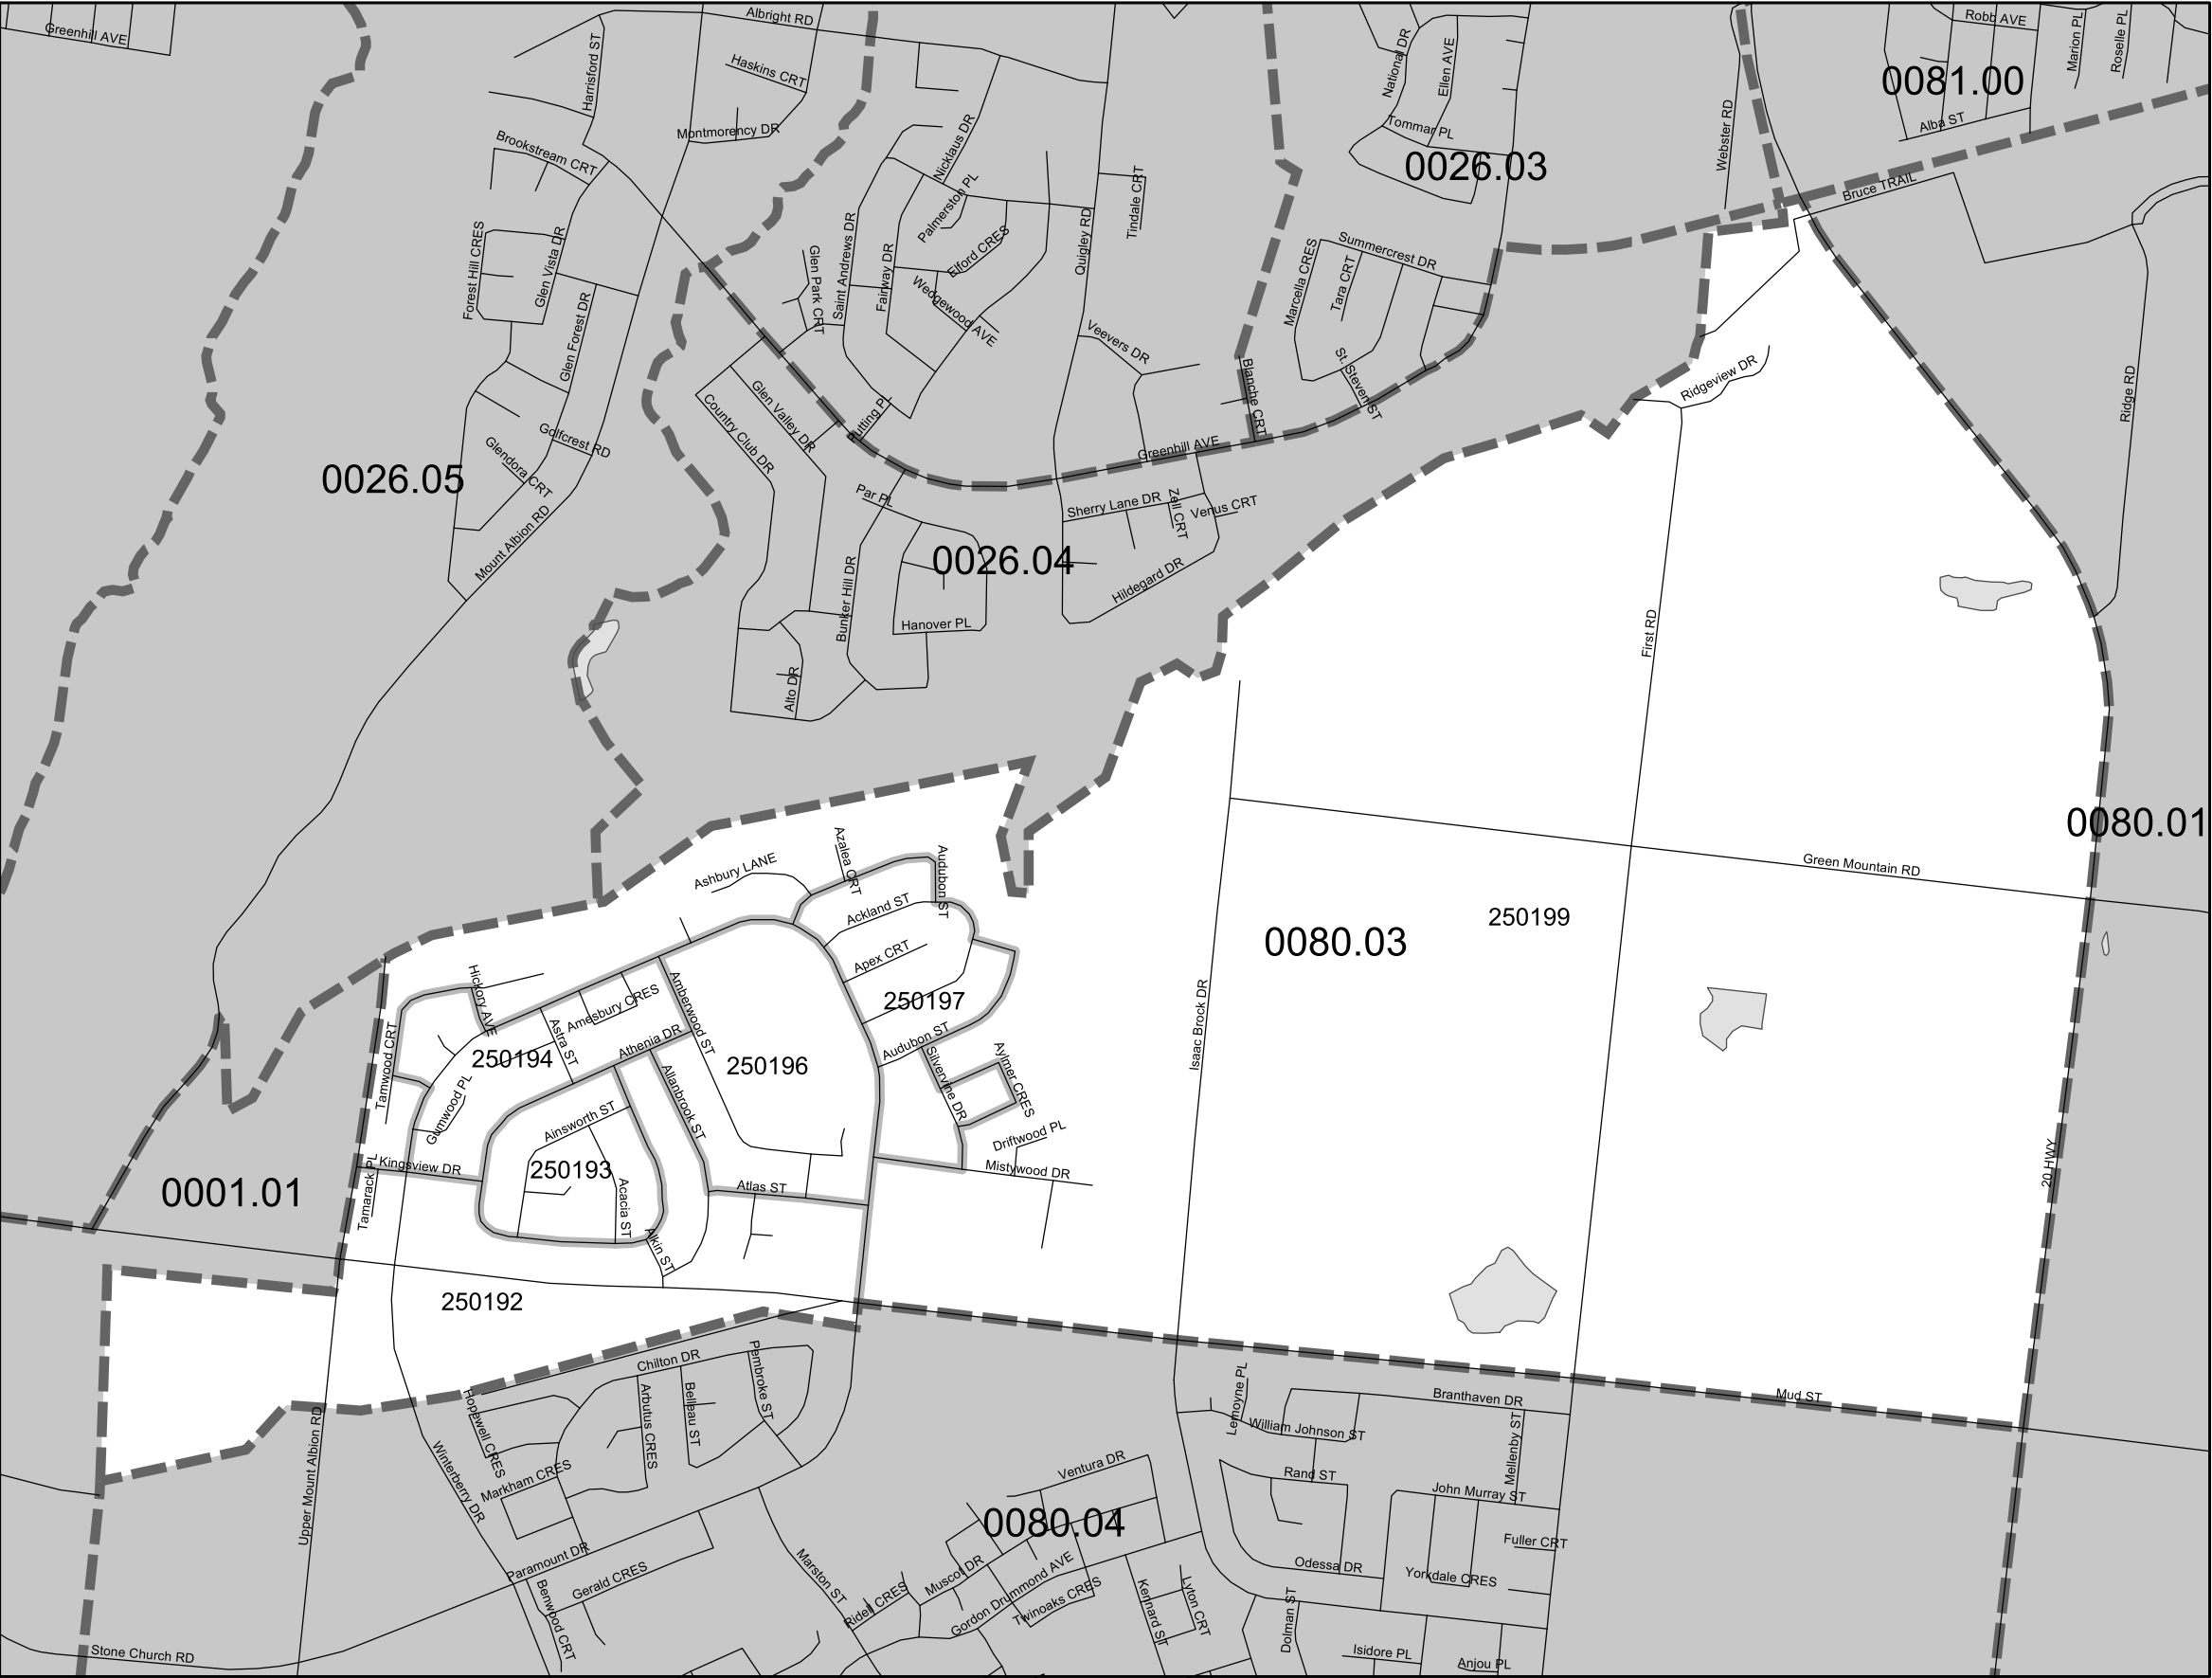 Greenhill AVE
Albright RD
Harrisford ST
Haskins CRT
Montmorency DR
Brookstream CRT
Nicklaus DR
Palmerston PL
Tindale CRT
Quigley RD
National DR
Ellen AVE
Tommar PL
0026.03
Webster RD
Robb AVE
Marion PL
Roselle PL
0081.00
Alba ST
Bruce TRAIL
Forest Hill CRES
Glen Vista DR
Glen Forest DR
Glen Park CRT
Saint Andrews DR
Fairway DR
Elford CRES
Wedgewood AVE
Veevers DR
Marcella CRES
Tara CRT
Summercrest DR
St. Steven ST
Blanche CRT
Ridgeview DR
Ridge RD
Golfcrest RD
Glendora CRT
0026.05
Mount Albion RD
Country Club DR
Glen Valley DR
Putting PL
Greenhill AVE
Par PL
Sherry Lane DR
Zell CRT
Venus CRT
0026.04
Hildegard DR
Bunker Hill DR
Hanover PL
Alto DR
First RD
0080.01
Green Mountain RD
Ashbury LANE
Azalea CRT
Audubon ST
Ackland ST
Apex CRT
0080.03
250199
Hickory AVE
Amesbury CRES
Amberwood ST
250197
Isaac Brock DR
Tamwood CRT
250194
Astra ST
Athenia DR
250196
Audubon ST
Silvervine DR
Aylmer CRES
Gumwood PL
Allanbrook ST
Ainsworth ST
Driftwood PL
Mistywood DR
Kingsview DR
Tamarack PL
250193
Acacia ST
Atlas ST
Alkin ST
20 HWY
0001.01
250192
Mud ST
Chilton DR
Pembroke ST
Hopewell CRES
Arbutus CRES
Belleau ST
Markham CRES
Winterberry DR
Upper Mount Albion RD
Lemoyne PL
Branthaven DR
William Johnson ST
Mellenby ST
Rand ST
John Murray ST
Ventura DR
0080.04
Fuller CRT
Odessa DR
Yorkdale CRES
Paramount DR
Gerald CRES
Benwood CRT
Marston ST
Ridell CRES
Muscot DR
Gordon Drummond AVE
Twinoaks CRES
Kennard ST
Lyton CRT
Dolman ST
Isidore PL
Anjou PL
Stone Church RD